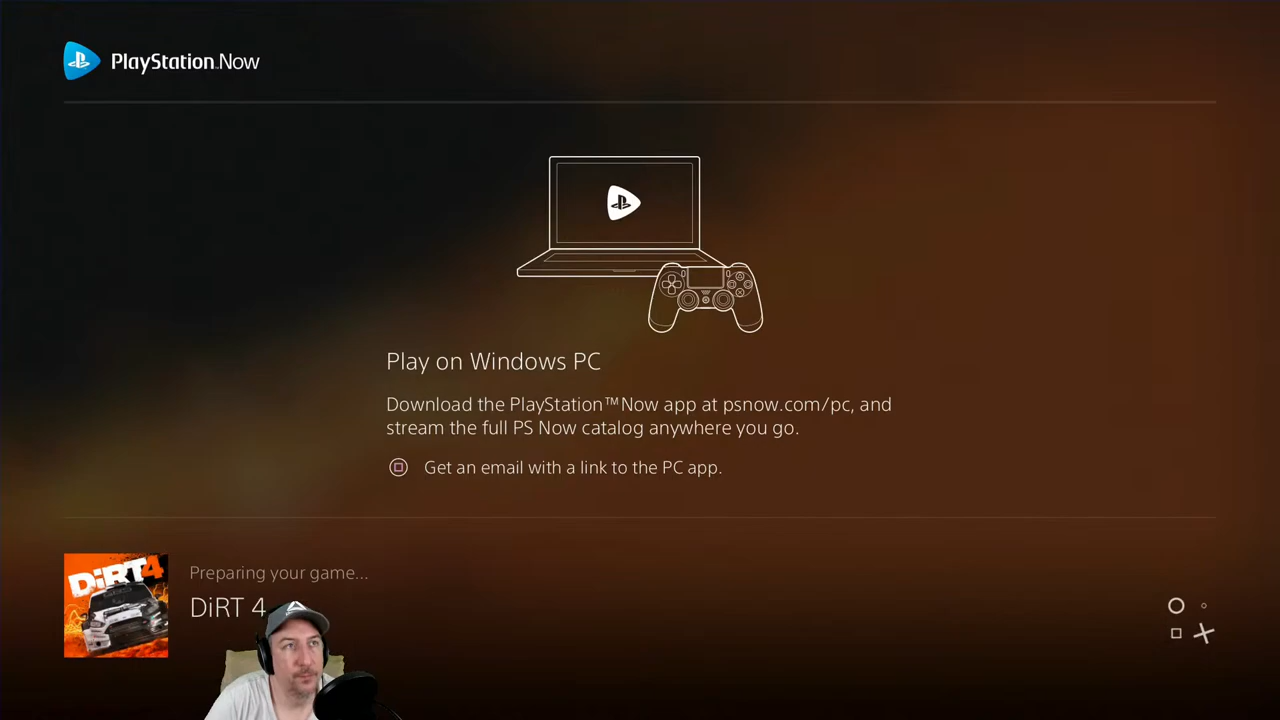 PlayStation.Now
Play on Windows PC
Download the PlayStation™Now app at psnow.com/pc, and
stream the full PS Now catalog anywhere you go.
Get an email with a link to the PC app.
DiRT4
Preparing your game...
DiRT 4